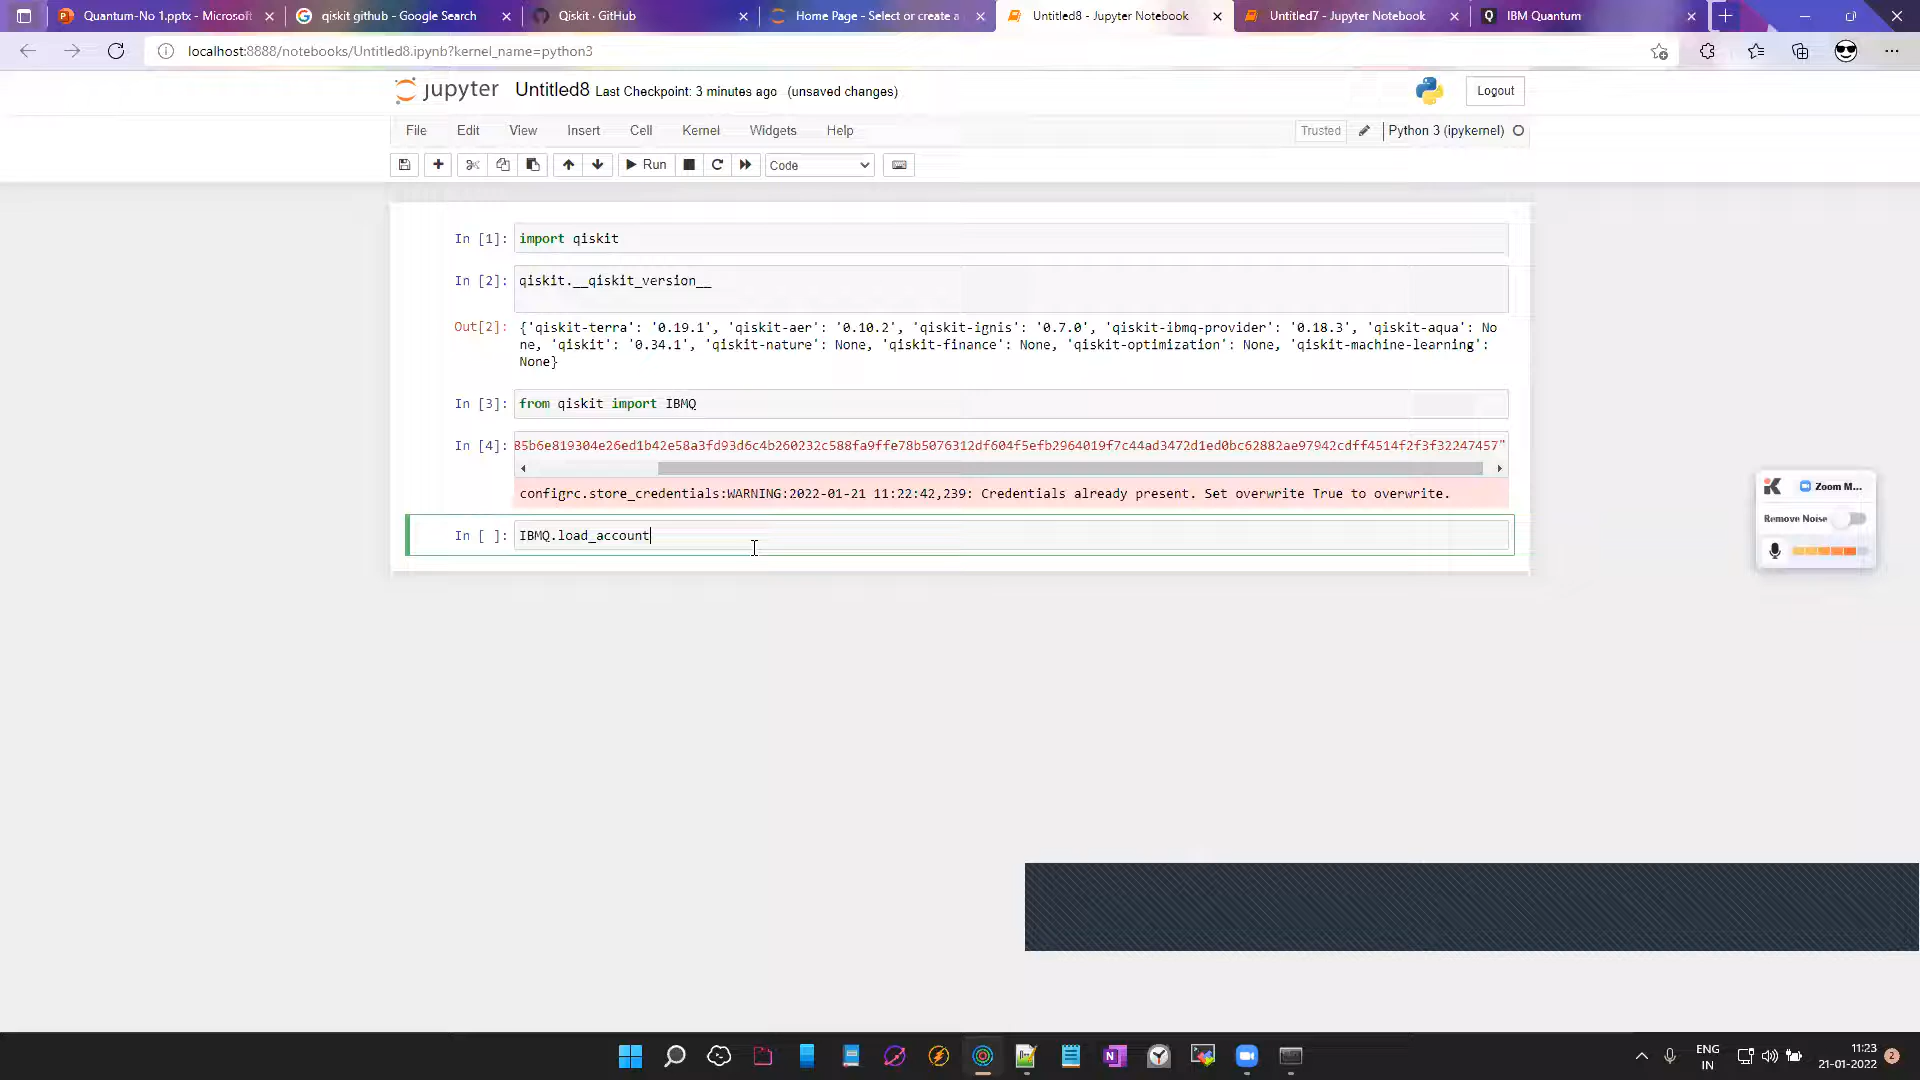 Quantum-No 1.pptx - Microsoft
qiskit github - Google Search
Qiskit · GitHub
Home Page - Select or create a
Untitled8 - Jupyter Notebook
Untitled7 - Jupyter Notebook
IBM Quantum
localhost:8888/notebooks/Untitled8.ipynb?kernel_name=python3
jupyter Untitled8 Last Checkpoint: 3 minutes ago (unsaved changes)
Logout
File Edit View Insert Cell Kernel Widgets Help
Trusted
Python 3 (ipykernel)
Run
Code
In [1]: import qiskit
In [2]: qiskit.__qiskit_version__
Out[2]: {'qiskit-terra': '0.19.1', 'qiskit-aer': '0.10.2', 'qiskit-ignis': '0.7.0', 'qiskit-ibmq-provider': '0.18.3', 'qiskit-aqua': No
ne, 'qiskit': '0.34.1', 'qiskit-nature': None, 'qiskit-finance': None, 'qiskit-optimization': None, 'qiskit-machine-learning':
None}
In [3]: from qiskit import IBMQ
In [4]: 85b6e819304e26ed1b42e58a3fd93d6c4b260232c588fa9ffe78b5076312df604f5efb2964019f7c44ad3472d1ed0bc62882ae97942cdff4514f2f3f32247457"
configrc.store_credentials:WARNING:2022-01-21 11:22:42,239: Credentials already present. Set overwrite True to overwrite.
In [ ]: IBMQ.load_account
Zoom M...
Remove Noise
ENG
IN
11:23
21-01-2022
2